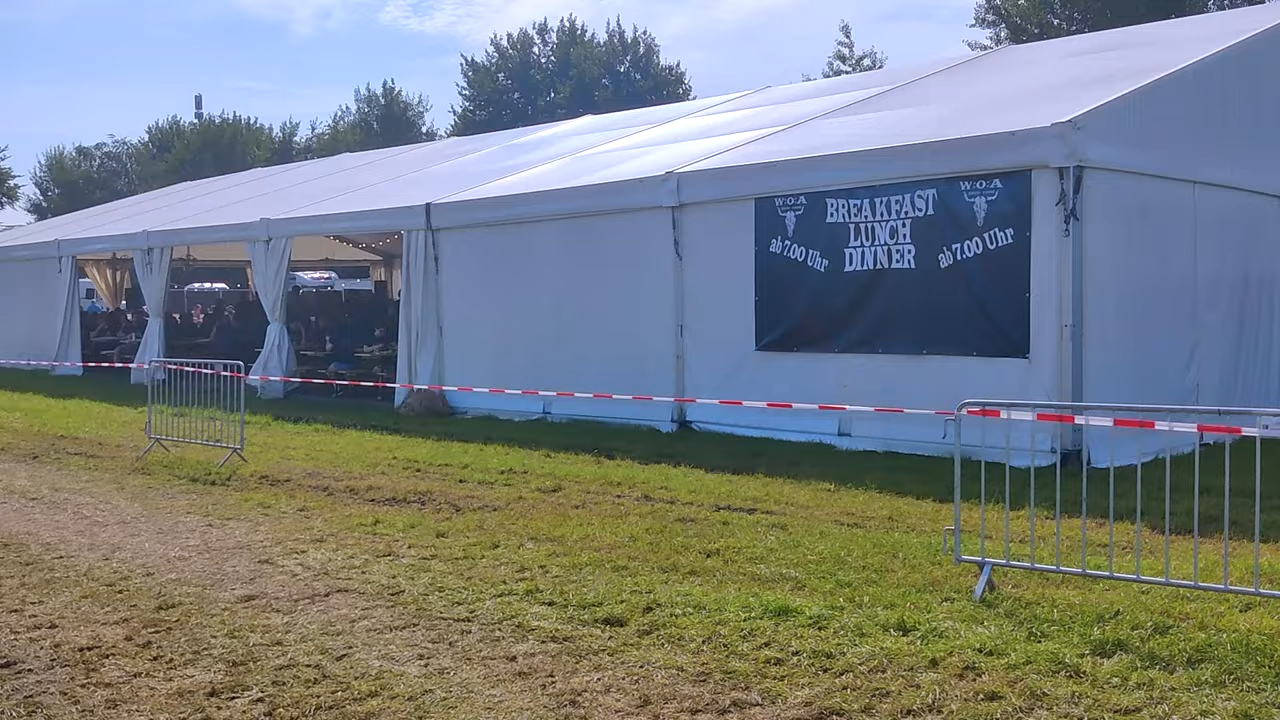 W:O:A
W:O:A
BREAKFAST
LUNCH
DINNER
ab 7.00 Uhr
ab 7.00 Uhr